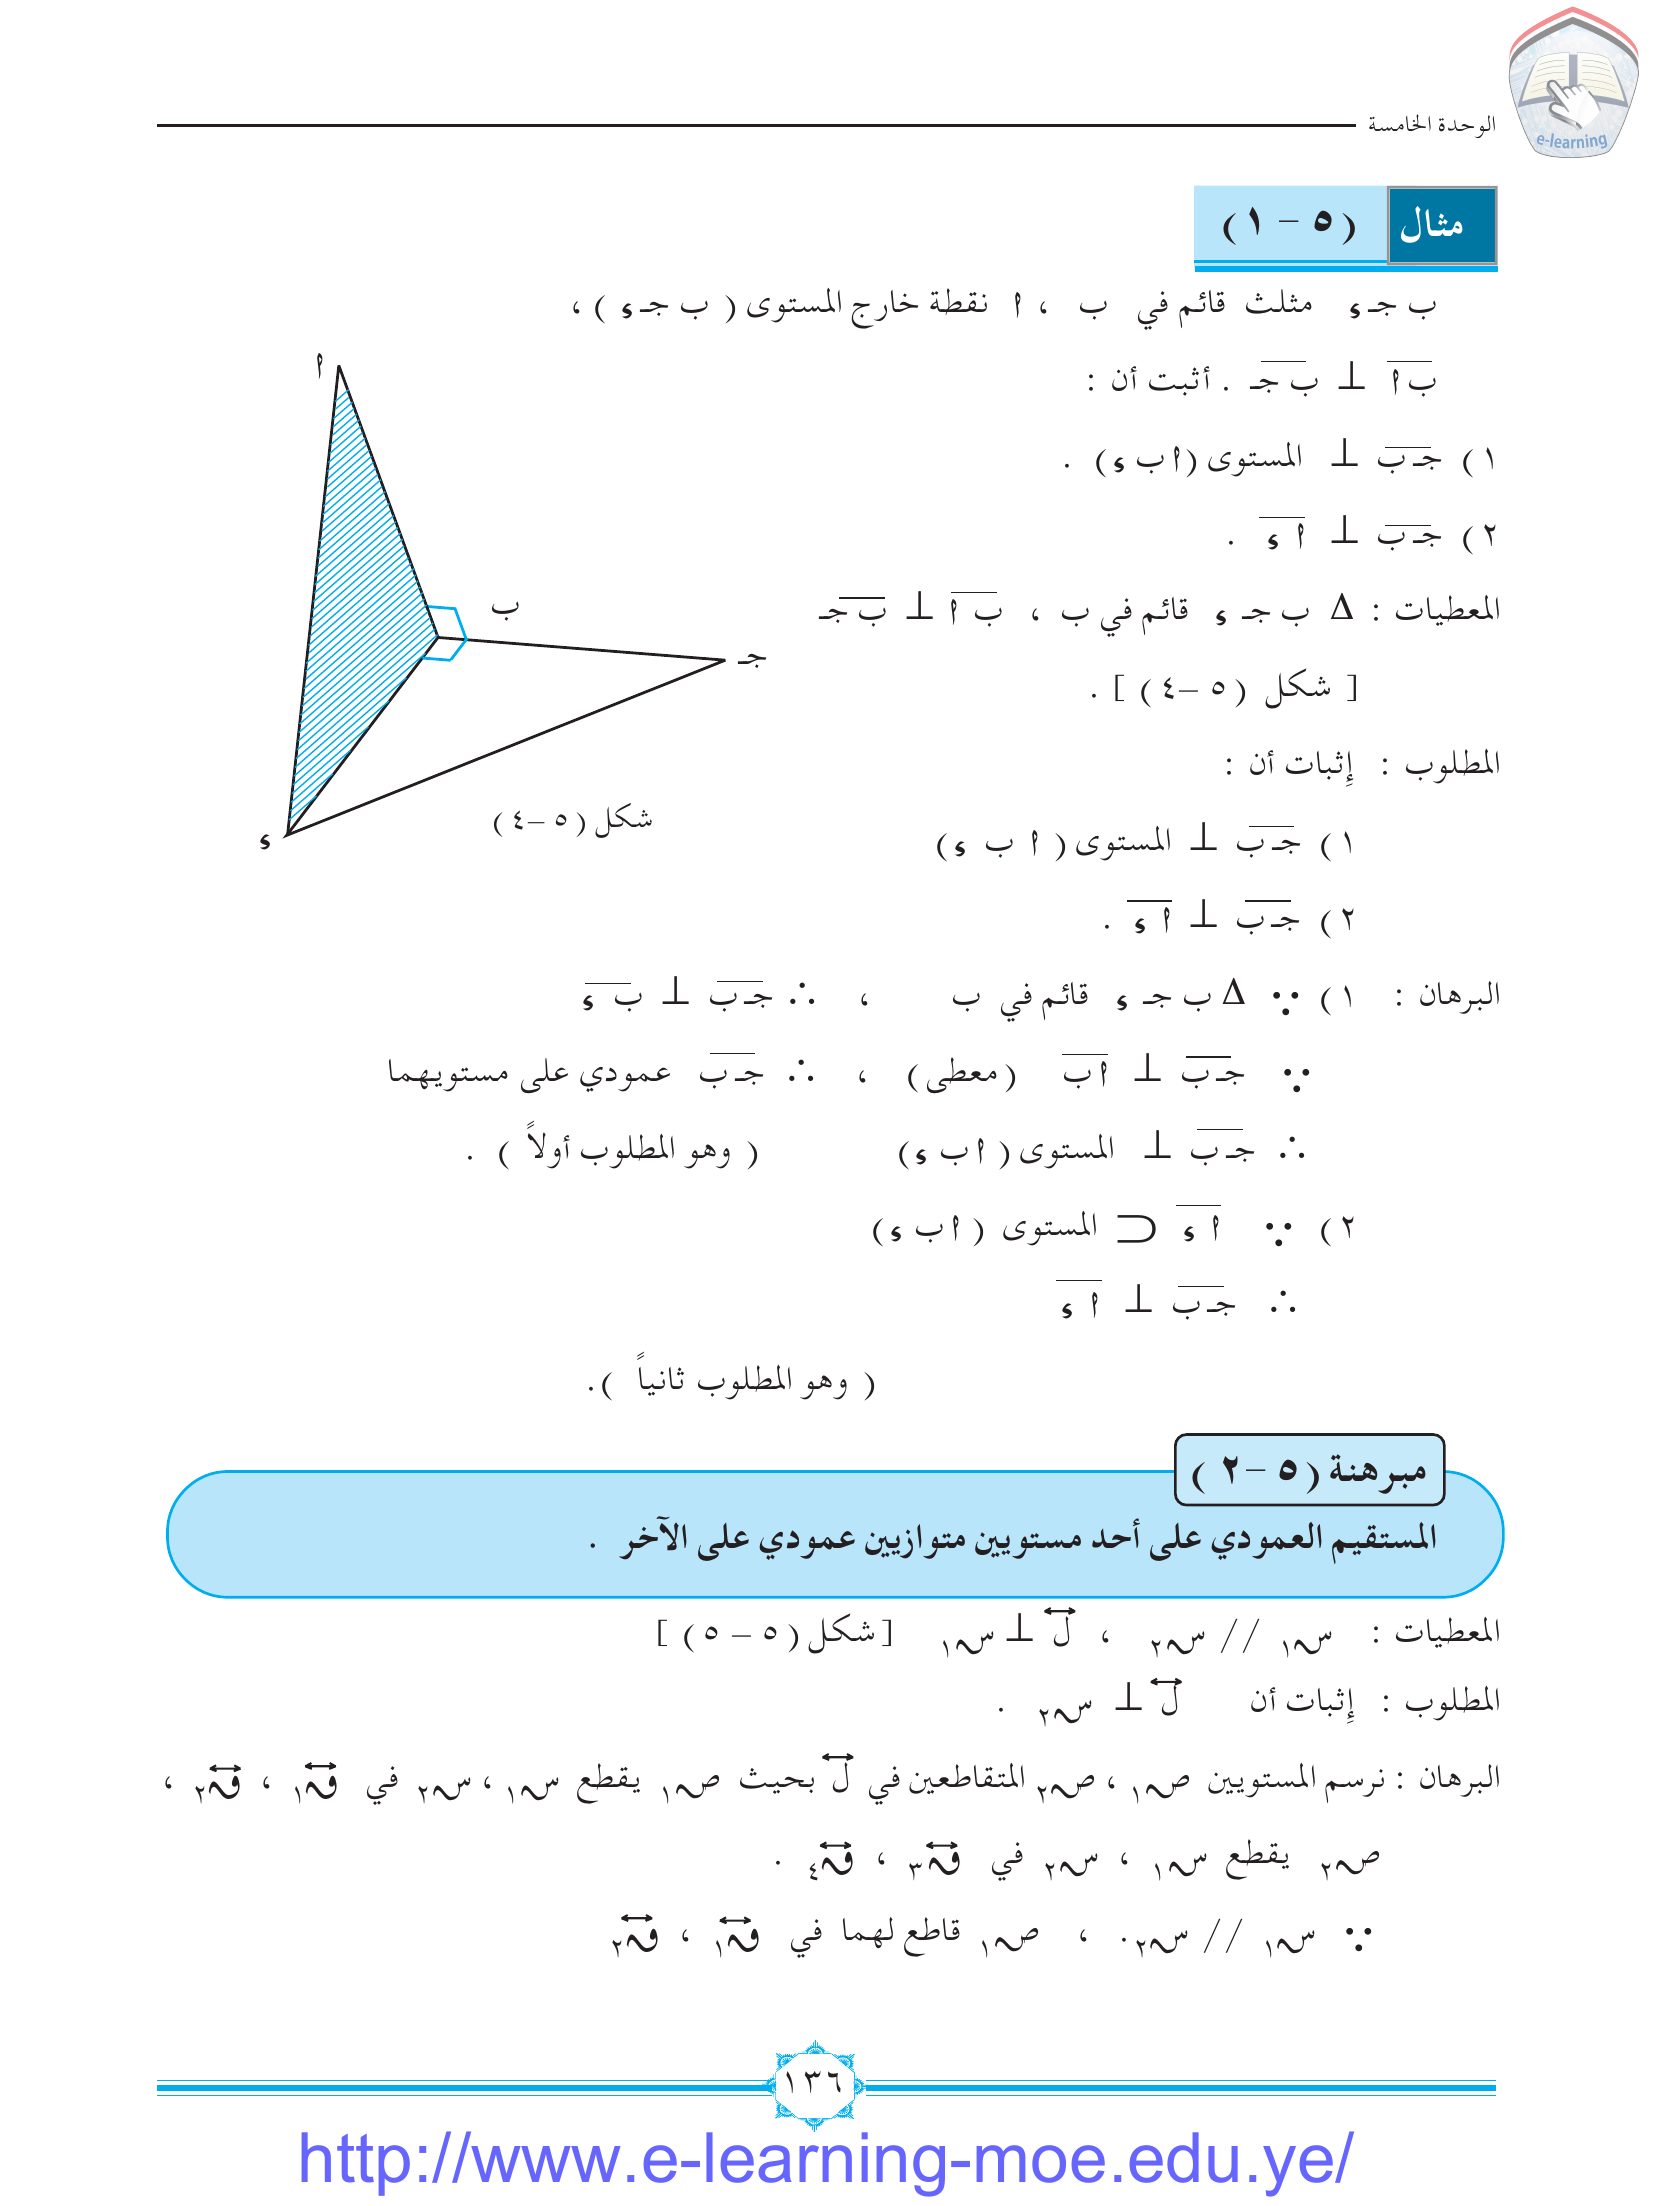 الوحدة الخامسة
e-learning
مثال (٥ - ١)
ب جـ ء مثلث قائم في ب ، ا نقطة خارج المستوى ( ب جـ ء ) ،
ب ا ⊥ ب جـ . أثبت أن :
١) جـ ب ⊥ المستوى (ا ب ء) .
٢) جـ ب ⊥ ا ء .
المعطيات : Δ ب جـ ء قائم في ب ، ب ا ⊥ ب جـ
[ شكل (٥ -٤) ] .
المطلوب : إثبات أن :
١) جـ ب ⊥ المستوى ( ا ب ء)
٢) جـ ب ⊥ ا ء .
ا
ب
جـ
ء
شكل (٥ -٤)
البرهان : ١) ∵ Δ ب جـ ء قائم في ب ، ∴ جـ ب ⊥ ب ء
∵ جـ ب ⊥ ا ب (معطى) ، ∴ جـ ب عمودي على مستويهما
∴ جـ ب ⊥ المستوى ( ا ب ء) ( وهو المطلوب أولاً ) .
٢) ∵ ا ء ⊂ المستوى ( ا ب ء)
∴ جـ ب ⊥ ا ء
( وهو المطلوب ثانياً ).
مبرهنة (٥ -٢ )
المستقيم العمودي على أحد مستويين متوازيين عمودي على الآخر .
المعطيات : س١ // س٢ ، ل ⊥ س١ [شكل (٥ - ٥) ]
المطلوب : إثبات أن ل ⊥ س٢ .
البرهان : نرسم المستويين ص١ ، ص٢ المتقاطعين في ل بحيث ص١ يقطع س١ ، س٢ في ق١ ، ق٢ ،
ص٢ يقطع س١ ، س٢ في ق٣ ، ق٤ .
∵ س١ // س٢ . ، ص١ قاطع لهما في ق١ ، ق٢
١٣٦
http://www.e-learning-moe.edu.ye/